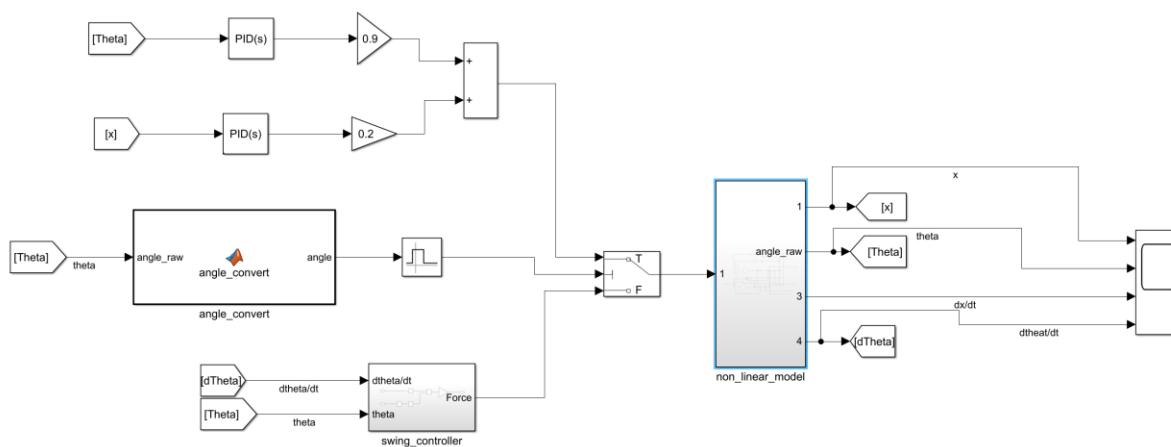 [Theta]
PID(s)
0.9
+
+
[x]
PID(s)
0.2
[Theta]
theta
angle_raw
angle_convert
angle
angle_convert
T
F
[dTheta]
dtheta/dt
dtheta/dt
[Theta]
theta
theta
Force
swing_controller
1
1
angle_raw
3
4
non_linear_model
x
[x]
theta
[Theta]
dx/dt
dtheat/dt
[dTheta]